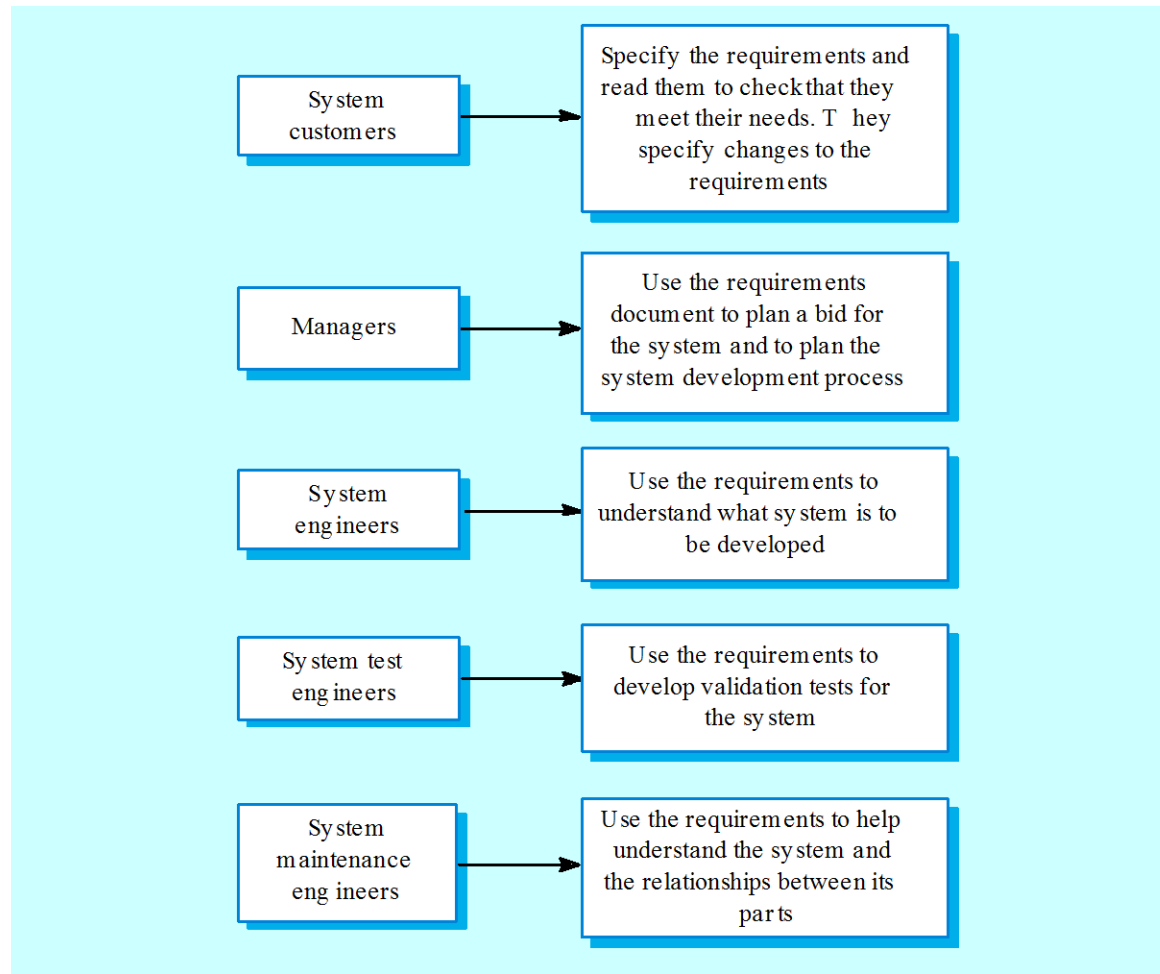 System
customers
Specify the requirements and
read them to check that they
meet their needs. T hey
specify changes to the
requirements
Managers
Use the requirements
document to plan a bid for
the system and to plan the
system development process
System
engineers
Use the requirements to
understand what system is to
be developed
System test
engineers
Use the requirements to
develop validation tests for
the system
System
maintenance
engineers
Use the requirements to help
understand the system and
the relationships between its
parts